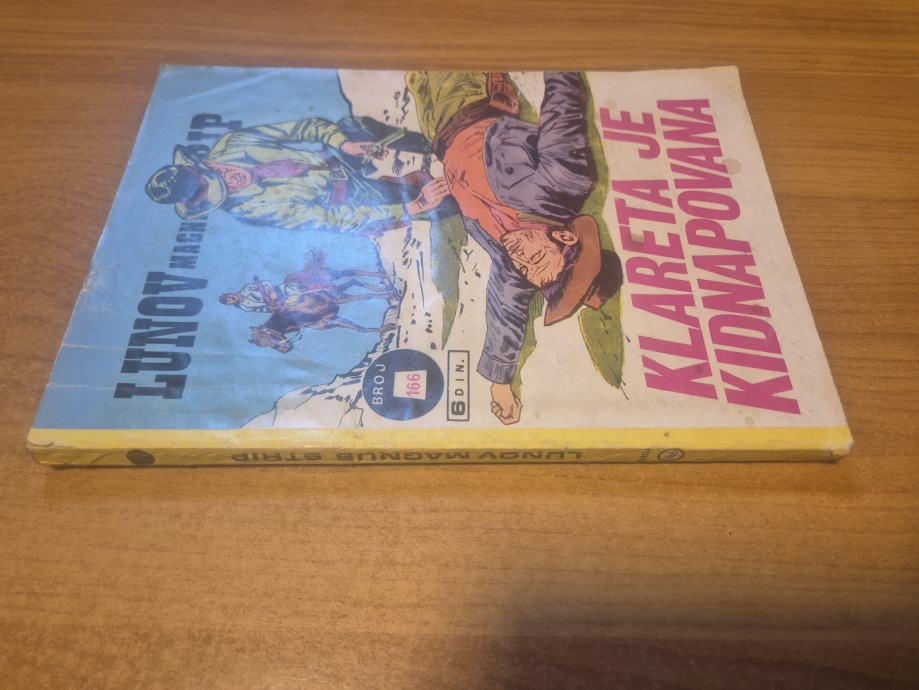 LUNOV
MAGNUS STRIP
BROJ
166
6 DIN.
KLARETA JE
KIDNAPOVANA
LUNOV MAGNUS STRIP